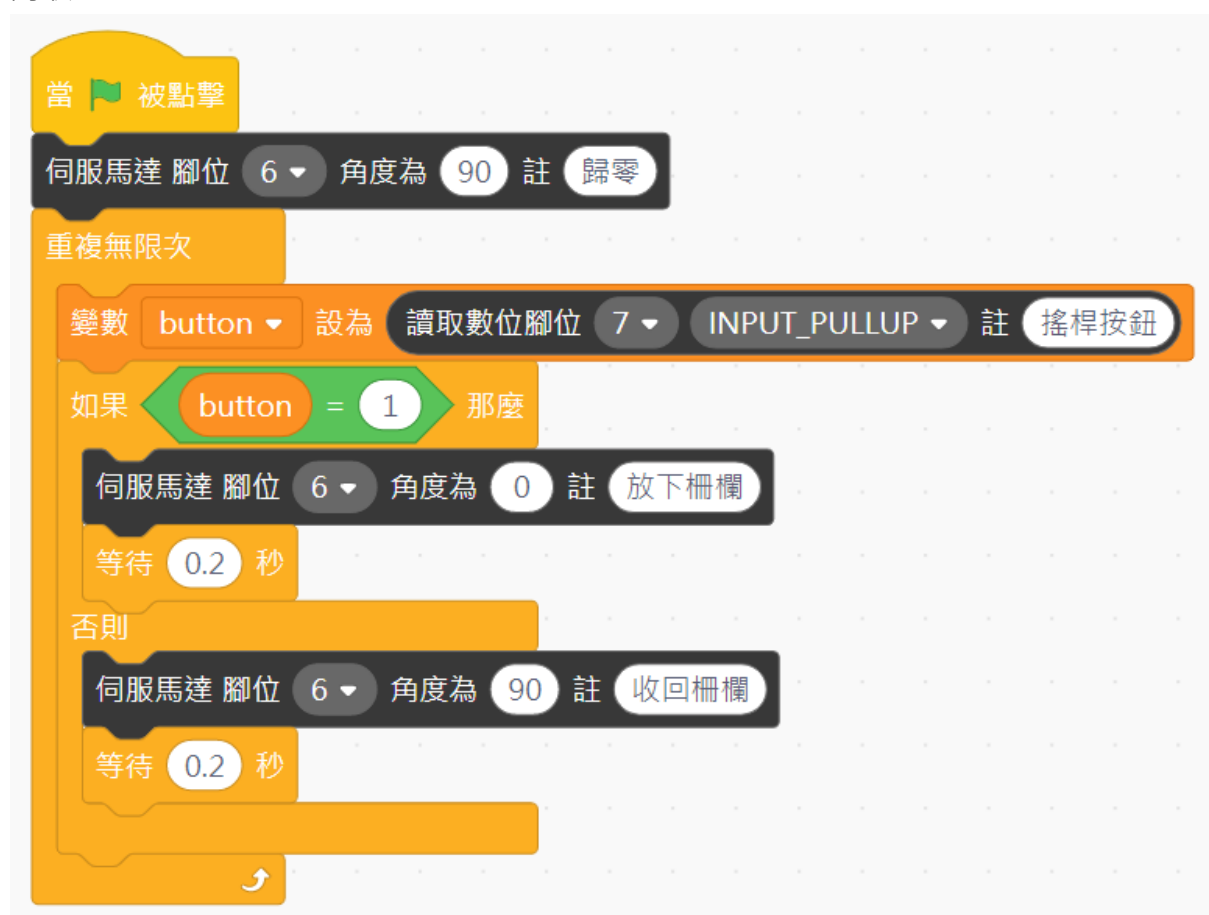 當 被點擊
伺服馬達 腳位 6 角度為 90 註 歸零
重複無限次
變數 button 設為 讀取數位腳位 7 INPUT_PULLUP 註 搖桿按鈕
如果 button = 1 那麼
伺服馬達 腳位 6 角度為 0 註 放下柵欄
等待 0.2 秒
否則
伺服馬達 腳位 6 角度為 90 註 收回柵欄
等待 0.2 秒